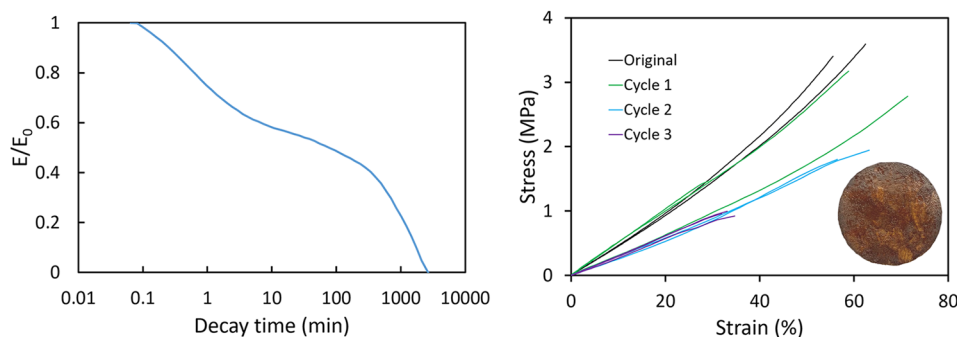 1
0.8
0.6
0.4
0.2
0
E/E0
0.01 0.1 1 10 100 1000 10000
Decay time (min)
4
3
2
1
0
Stress (MPa)
Original
Cycle 1
Cycle 2
Cycle 3
0 20 40 60 80
Strain (%)